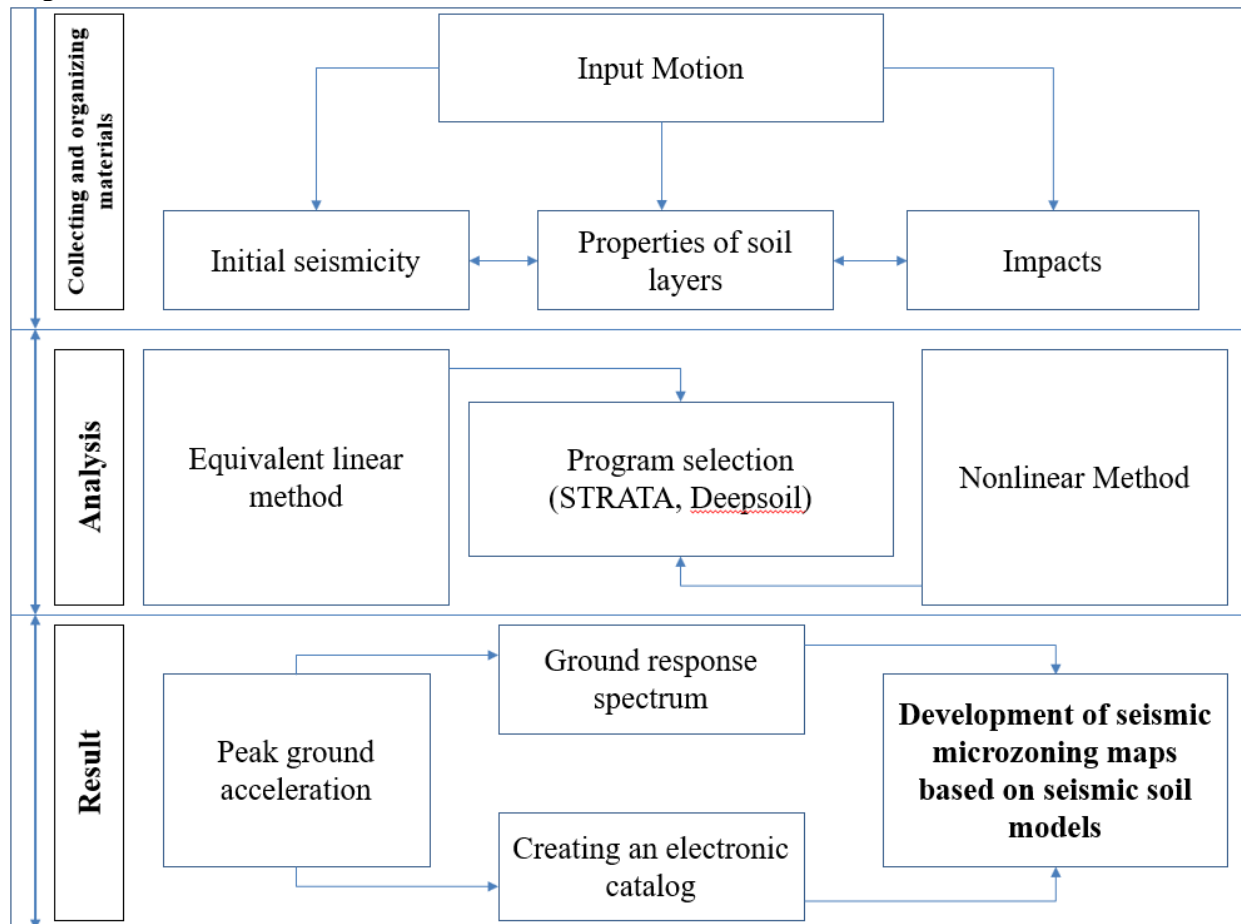 Collecting and organizing
materials
Input Motion
Initial seismicity
Properties of soil
layers
Impacts
Analysis
Equivalent linear
method
Program selection
(STRATA, Deepsoil)
Nonlinear Method
Result
Peak ground
acceleration
Ground response
spectrum
Creating an electronic
catalog
Development of seismic
microzoning maps
based on seismic soil
models